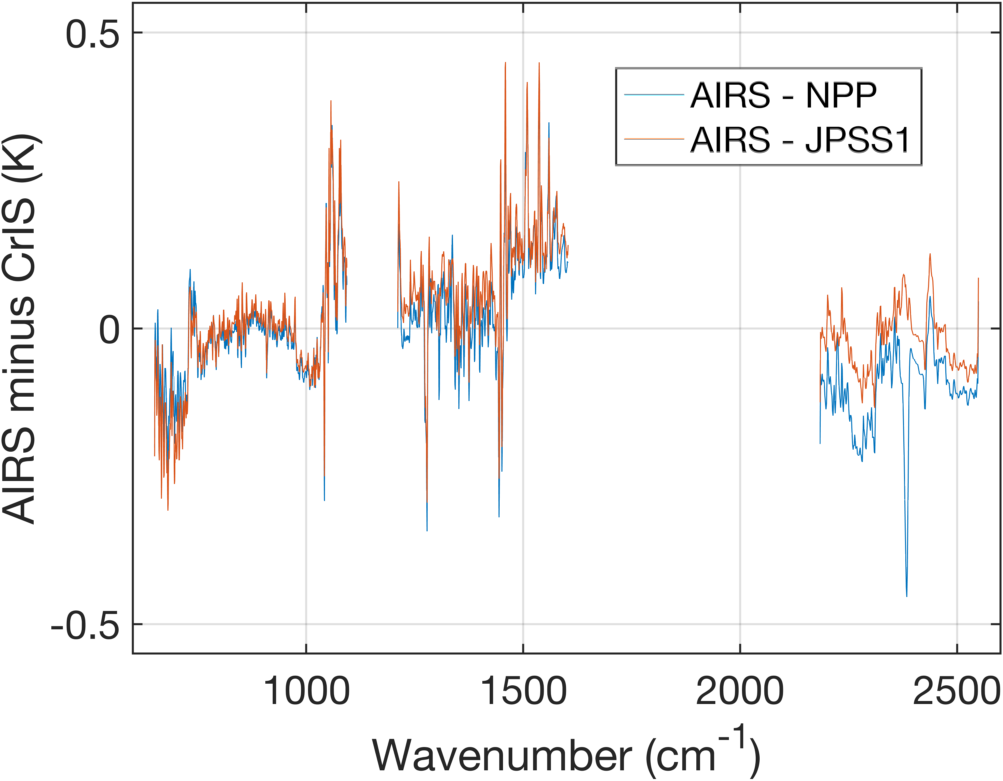 AIRS minus CrIS (K)
0.5
0
-0.5
AIRS - NPP
AIRS - JPSS1
1000 1500 2000 2500
Wavenumber (cm⁻¹)